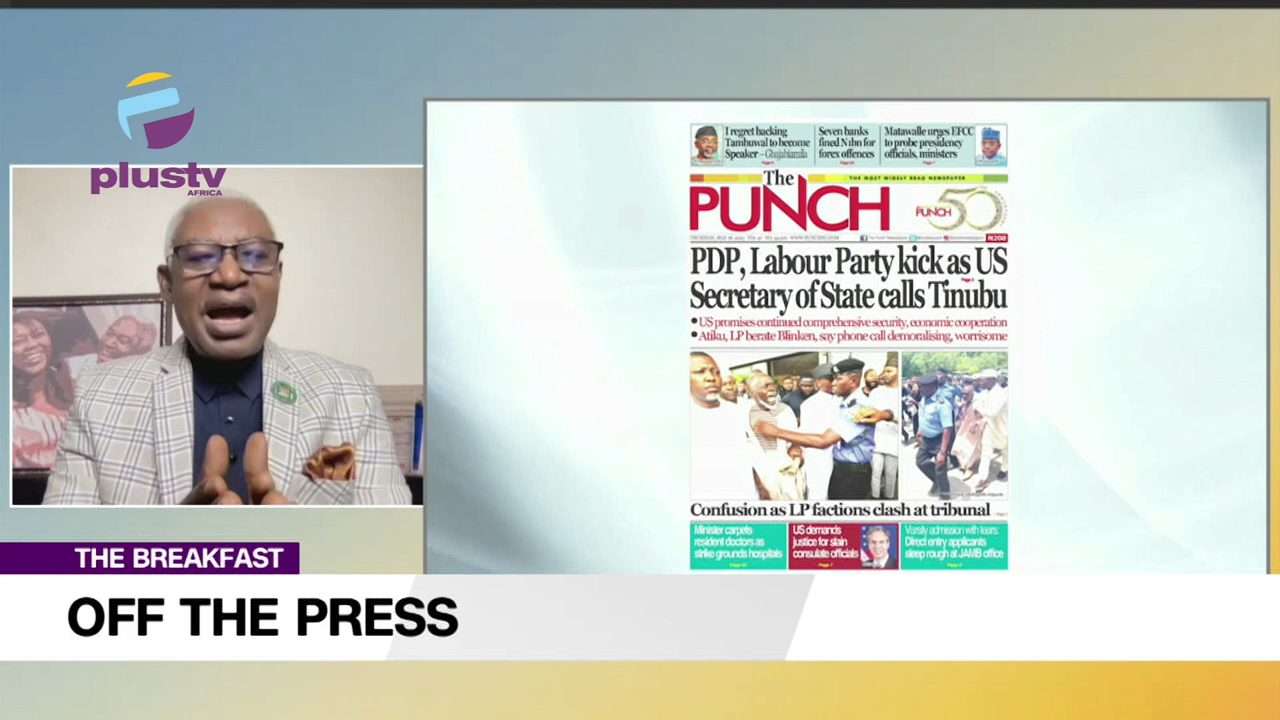 plustv
AFRICA
I regret backing
Tambuwal to become
Speaker – Gbajabiamila
Seven banks
fined N1bn for
forex offences
Matawalle urges EFCC
to probe presidency
officials, ministers
The
THE MOST WIDELY READ NEWSPAPER
PUNCH
PUNCH 50
N200
PDP, Labour Party kick as US
Secretary of State calls Tinubu
• US promises continued comprehensive security, economic cooperation
• Atiku, LP berate Blinken, say phone call demoralising, worrisome
Confusion as LP factions clash at tribunal
Minister carpets
resident doctors as
strike grounds hospitals
US demands
justice for slain
consulate officials
Page 7
Varsity admission with tears:
Direct entry applicants
sleep rough at JAMB office
THE BREAKFAST
OFF THE PRESS